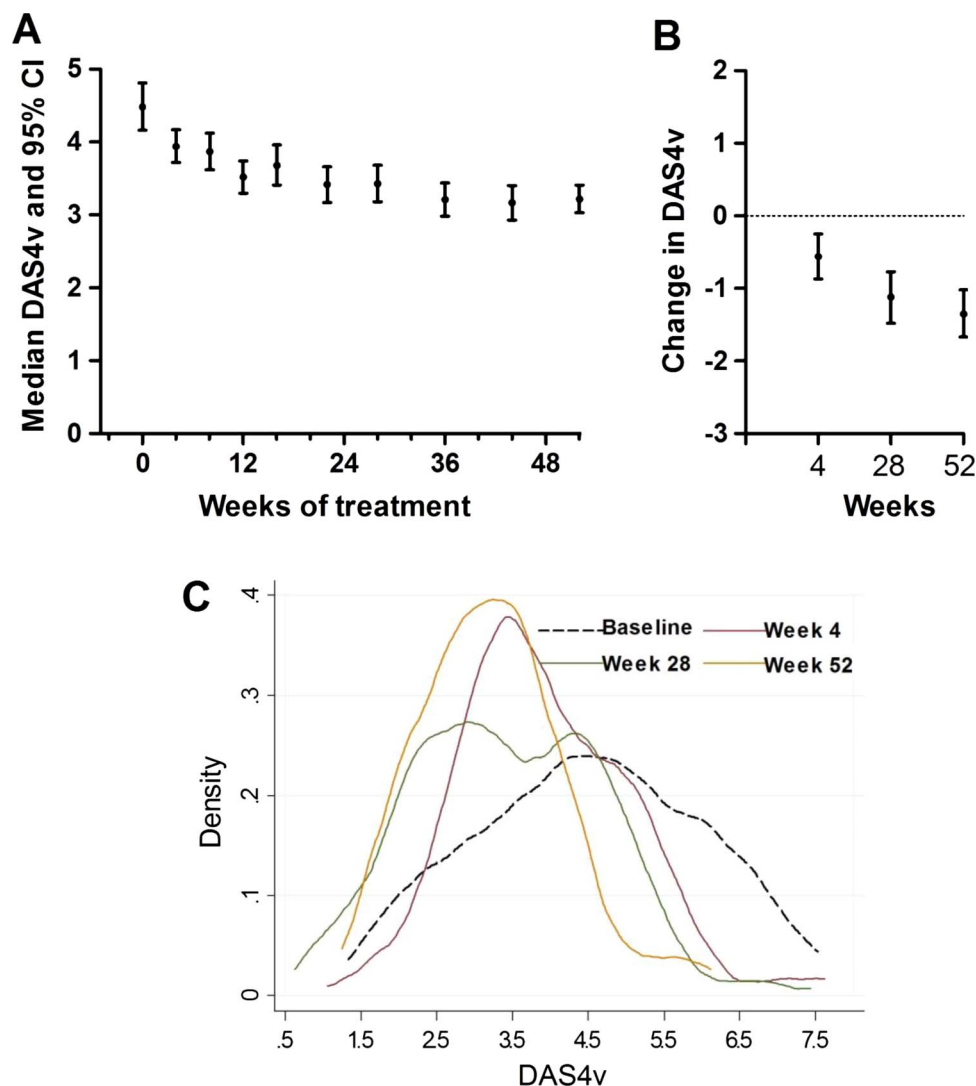 A
Median DAS4v and 95% CI
5
4
3
2
1
0
0 12 24 36 48
Weeks of treatment
B
Change in DAS4v
2
1
0
-1
-2
-3
4 28 52
Weeks
C
Density
.4
.3
.2
.1
0
Baseline Week 4
Week 28 Week 52
.5 1.5 2.5 3.5 4.5 5.5 6.5 7.5
DAS4v